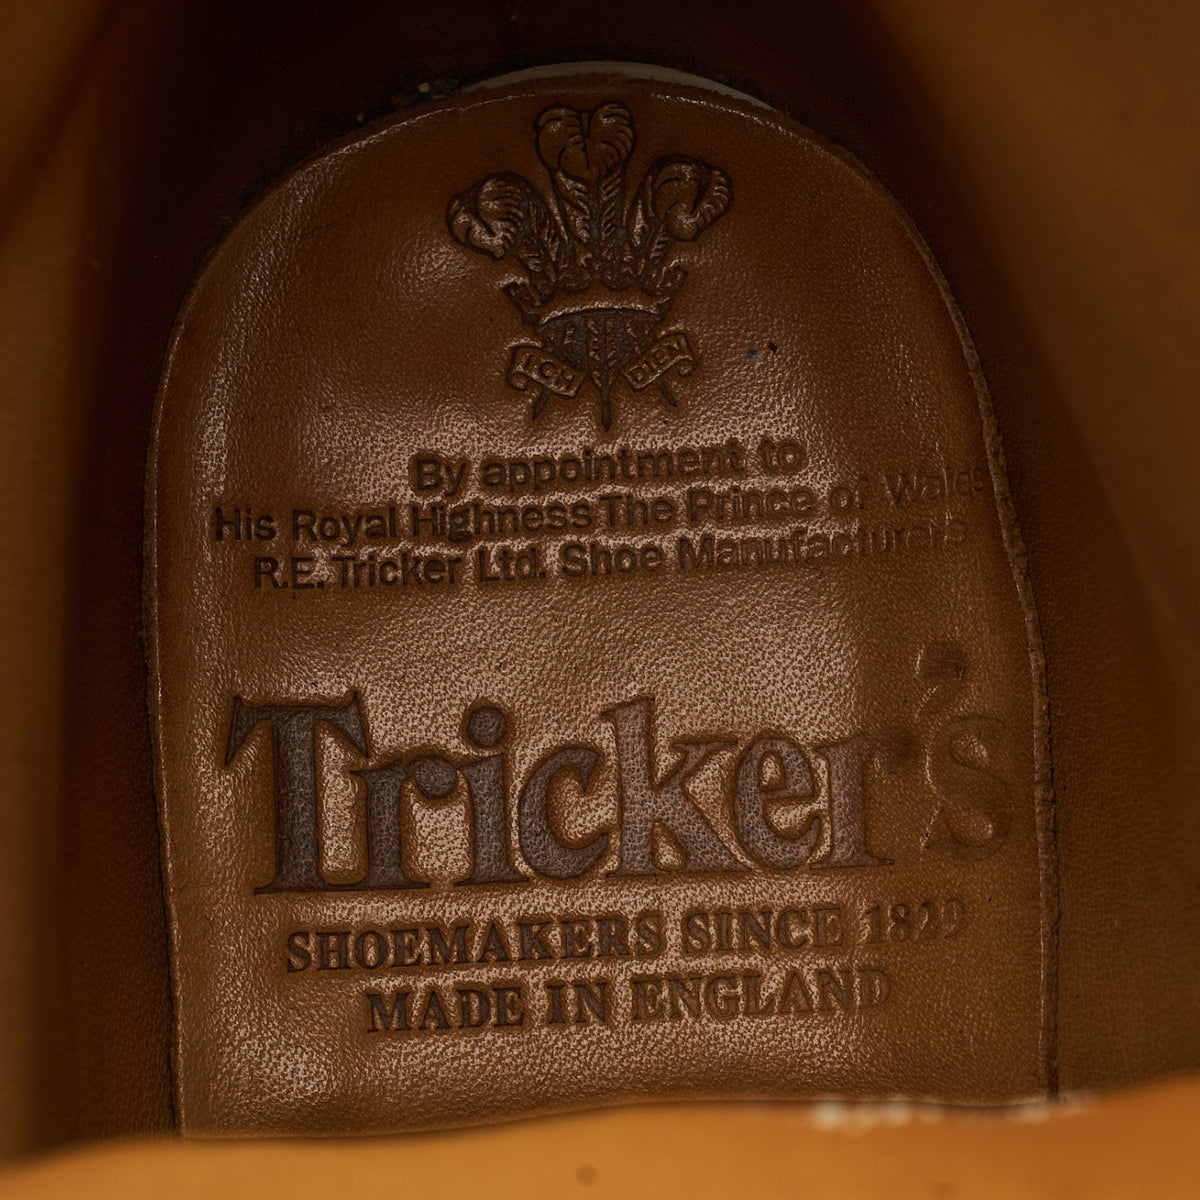 ICH DIEN
By appointment to
His Royal Highness The Prince of Wales
R.E. Tricker Ltd. Shoe Manufacturers
Tricker's
SHOEMAKERS SINCE 1829
MADE IN ENGLAND